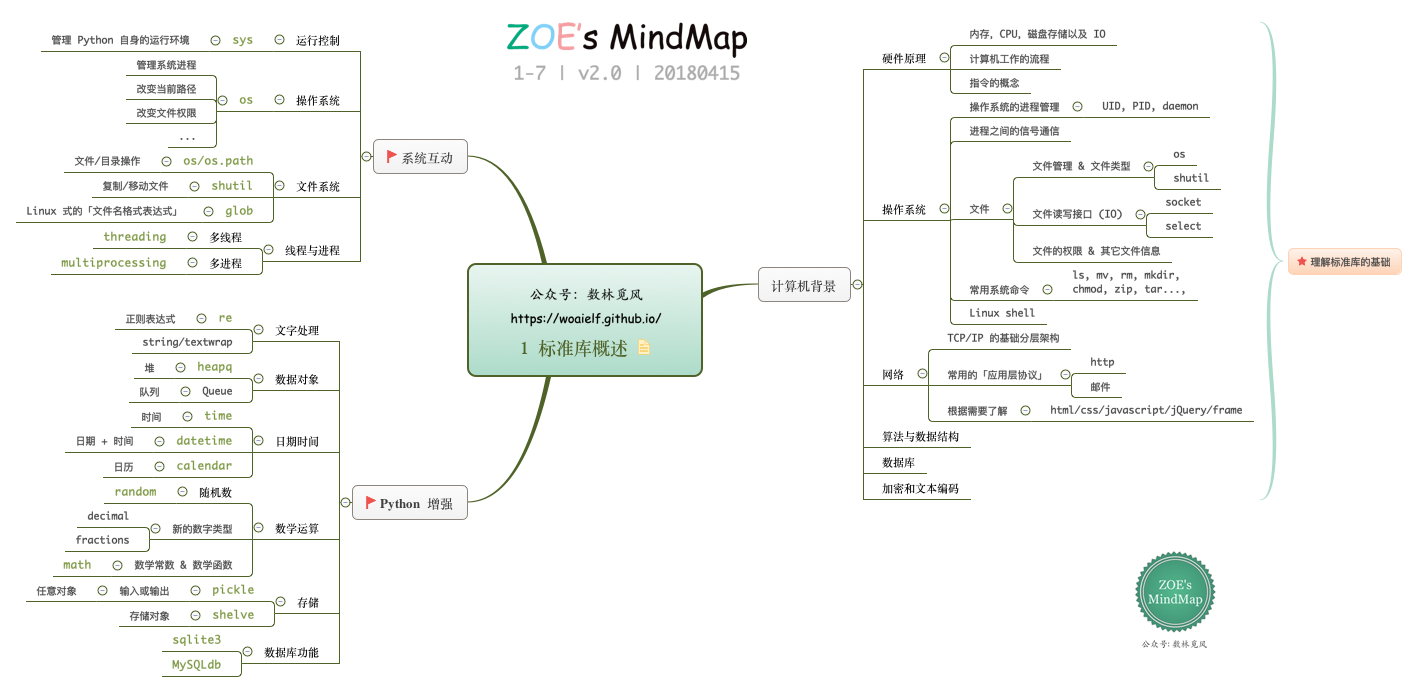 ZOE's MindMap
1-7 | v2.0 | 20180415
公众号: 数林觅风
https://woaielf.github.io/
1 标准库概述
系统互动
运行控制
sys
管理 Python 自身的运行环境
操作系统
os
管理系统进程
改变当前路径
改变文件权限
...
文件系统
os/os.path
文件/目录操作
shutil
复制/移动文件
glob
Linux 式的「文件名格式表达式」
线程与进程
多线程
threading
多进程
multiprocessing
Python 增强
文字处理
re
正则表达式
string/textwrap
数据对象
heapq
堆
Queue
队列
日期时间
time
时间
datetime
日期 + 时间
calendar
日历
数学运算
随机数
random
新的数字类型
decimal
fractions
数学常数 & 数学函数
math
存储
pickle
输入或输出
任意对象
shelve
存储对象
数据库功能
sqlite3
MySQLdb
计算机背景
硬件原理
内存, CPU, 磁盘存储以及 IO
计算机工作的流程
指令的概念
操作系统
操作系统的进程管理
UID, PID, daemon
进程之间的信号通信
文件
文件管理 & 文件类型
os
shutil
文件读写接口 (IO)
socket
select
文件的权限 & 其它文件信息
常用系统命令
ls, mv, rm, mkdir,
chmod, zip, tar...,
Linux shell
网络
TCP/IP 的基础分层架构
常用的「应用层协议」
http
邮件
根据需要了解
html/css/javascript/jQuery/frame
算法与数据结构
数据库
加密和文本编码
理解标准库的基础
ZOE's
MindMap
公众号: 数林觅风